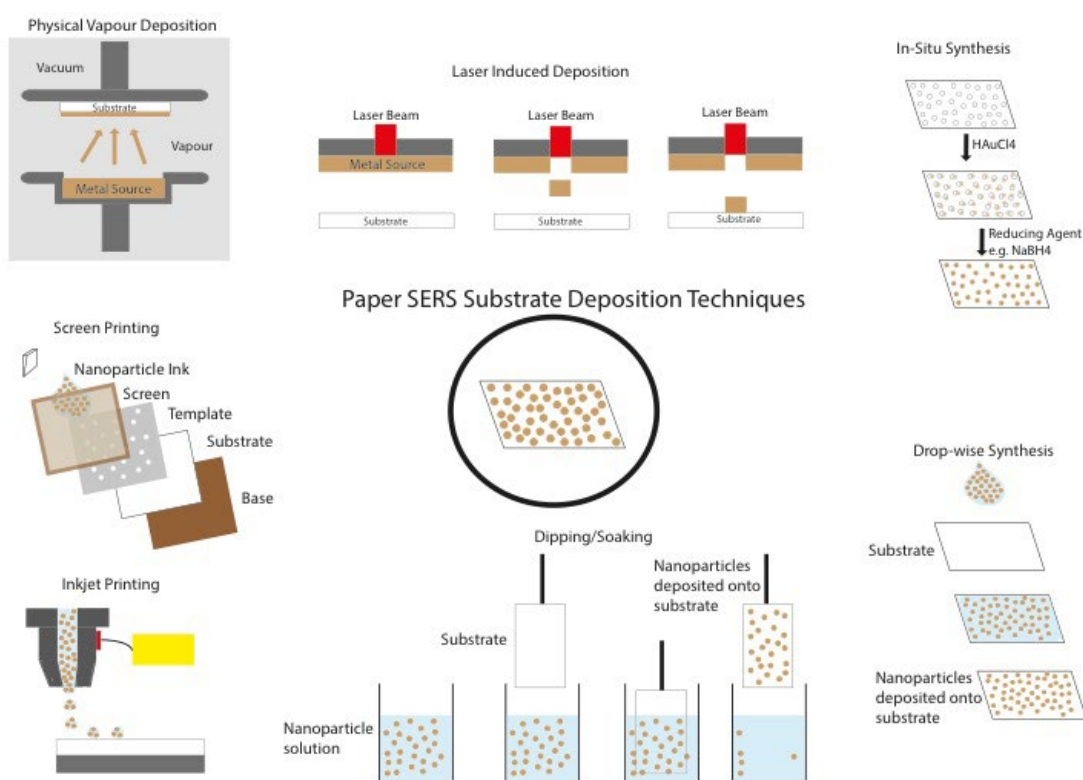 Physical Vapour Deposition
Vacuum
Substrate
Vapour
Metal Source
Laser Induced Deposition
Laser Beam
Laser Beam
Laser Beam
Metal Source
Substrate
Substrate
Substrate
In-Situ Synthesis
HAuCl4
Reducing Agent
e.g. NaBH4
Paper SERS Substrate Deposition Techniques
Screen Printing
Nanoparticle Ink
Screen
Template
Substrate
Base
Drop-wise Synthesis
Substrate
Nanoparticles
deposited onto
substrate
Inkjet Printing
Dipping/Soaking
Nanoparticles
deposited onto
substrate
Substrate
Nanoparticle
solution